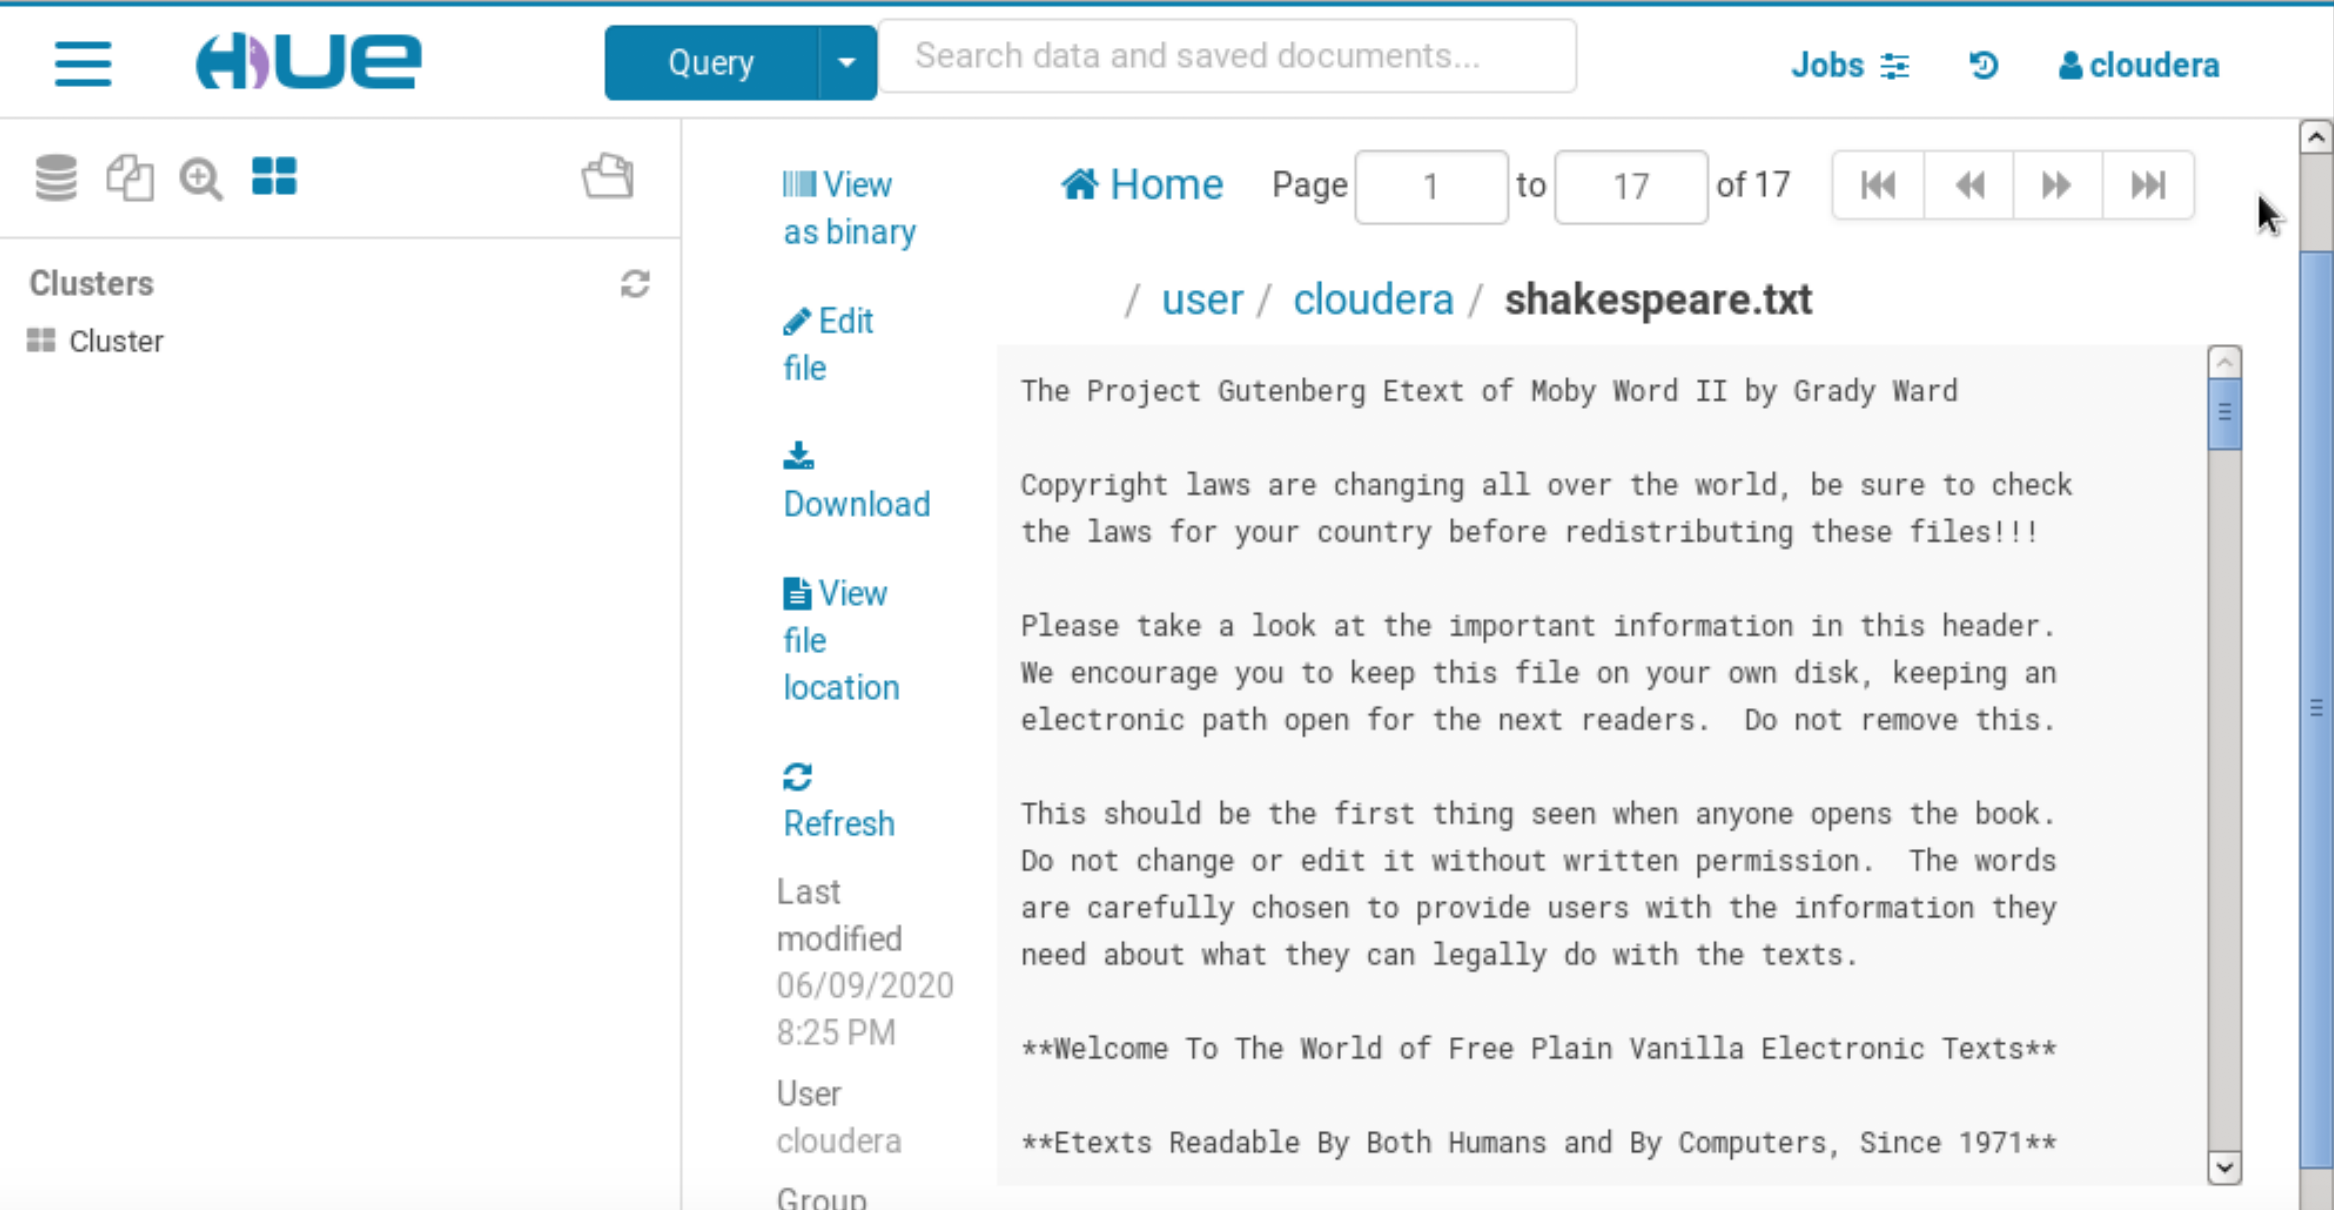 HUE
Query
Search data and saved documents...
Jobs
cloudera
Clusters
Cluster
View
as binary
Edit
file
Download
View
file
location
Refresh
Last
modified
06/09/2020
8:25 PM
User
cloudera
Group
Home
Page 1 to 17 of 17
/ user / cloudera / shakespeare.txt
The Project Gutenberg Etext of Moby Word II by Grady Ward
Copyright laws are changing all over the world, be sure to check
the laws for your country before redistributing these files!!!
Please take a look at the important information in this header.
We encourage you to keep this file on your own disk, keeping an
electronic path open for the next readers.  Do not remove this.
This should be the first thing seen when anyone opens the book.
Do not change or edit it without written permission.  The words
are carefully chosen to provide users with the information they
need about what they can legally do with the texts.
**Welcome To The World of Free Plain Vanilla Electronic Texts**
**Etexts Readable By Both Humans and By Computers, Since 1971**